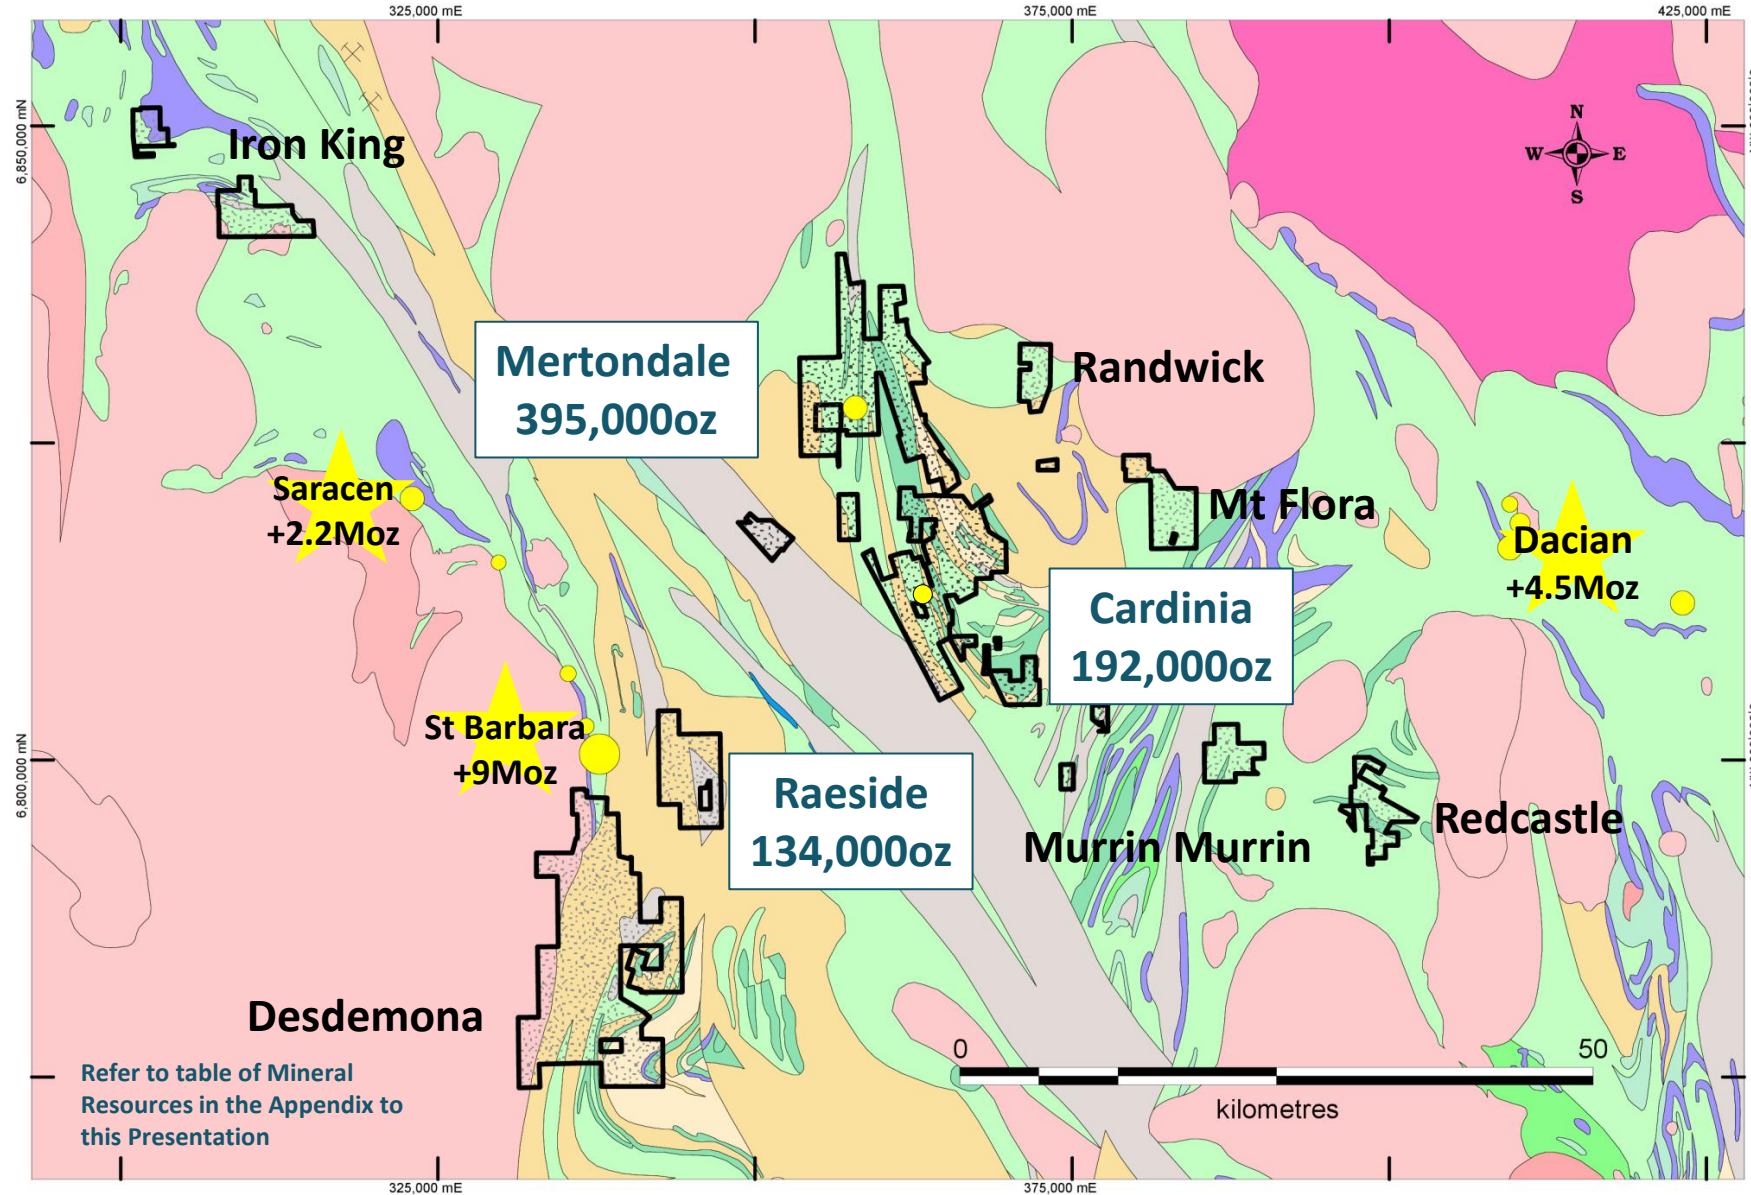 325,000 mE
375,000 mE
425,000 mE
6,850,000 mN
N
W
E
S
Iron King
Mertondale
395,000oz
Randwick
Saracen
+2.2Moz
Mt Flora
Dacian
+4.5Moz
Cardinia
192,000oz
St Barbara
+9Moz
6,800,000 mN
Raeside
134,000oz
Redcastle
Murrin Murrin
Desdemona
0
50
kilometres
Refer to table of Mineral
Resources in the Appendix to
this Presentation
325,000 mE
375,000 mE